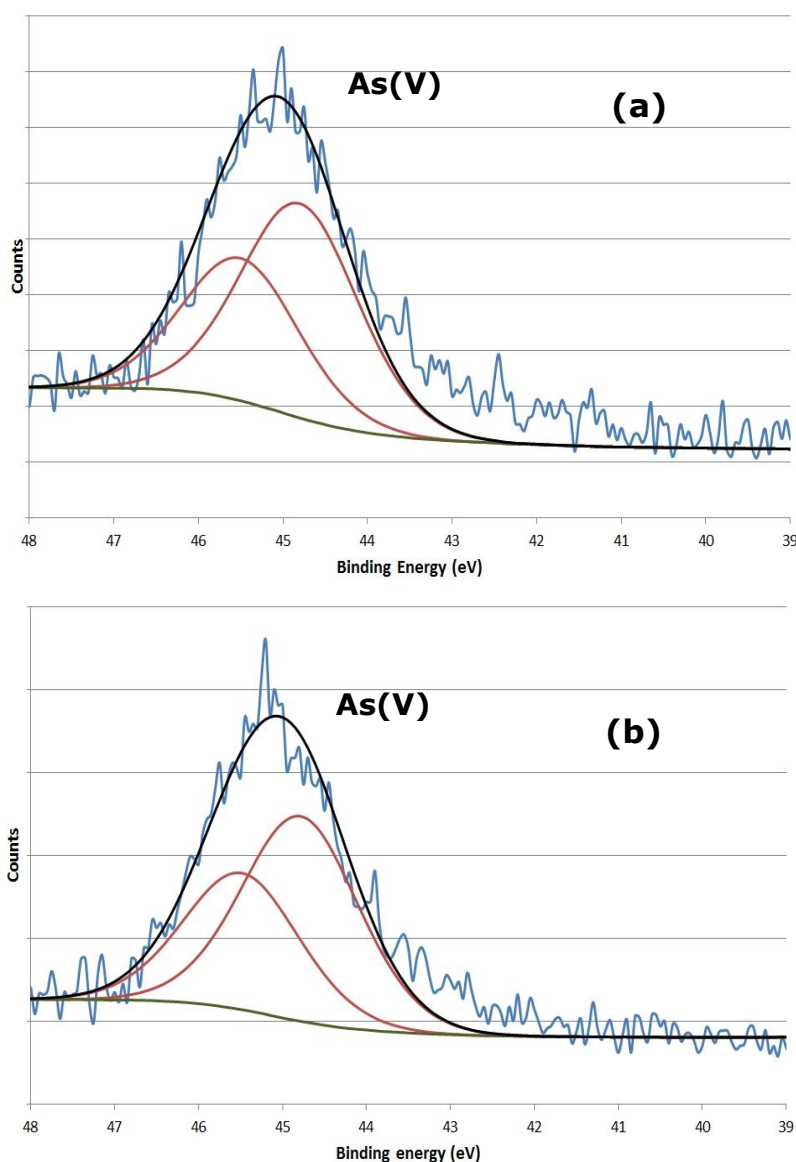 As(V)
(a)
Counts
48 47 46 45 44 43 42 41 40 39
Binding Energy (eV)
As(V)
(b)
Counts
48 47 46 45 44 43 42 41 40 39
Binding energy (eV)